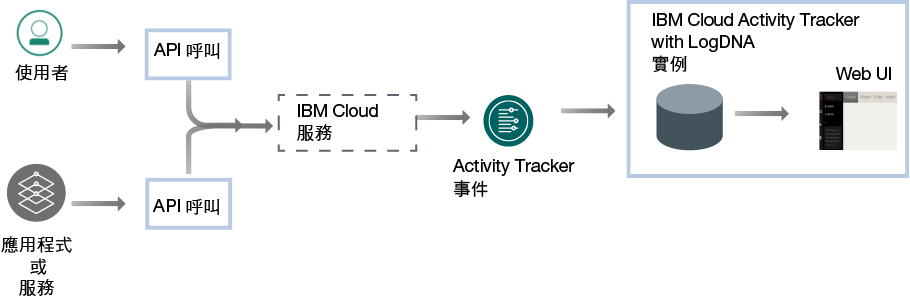 使用者
API 呼叫
IBM Cloud
服務
Activity Tracker
事件
IBM Cloud Activity Tracker
with LogDNA
實例
Web UI
API 呼叫
應用程式
或
服務